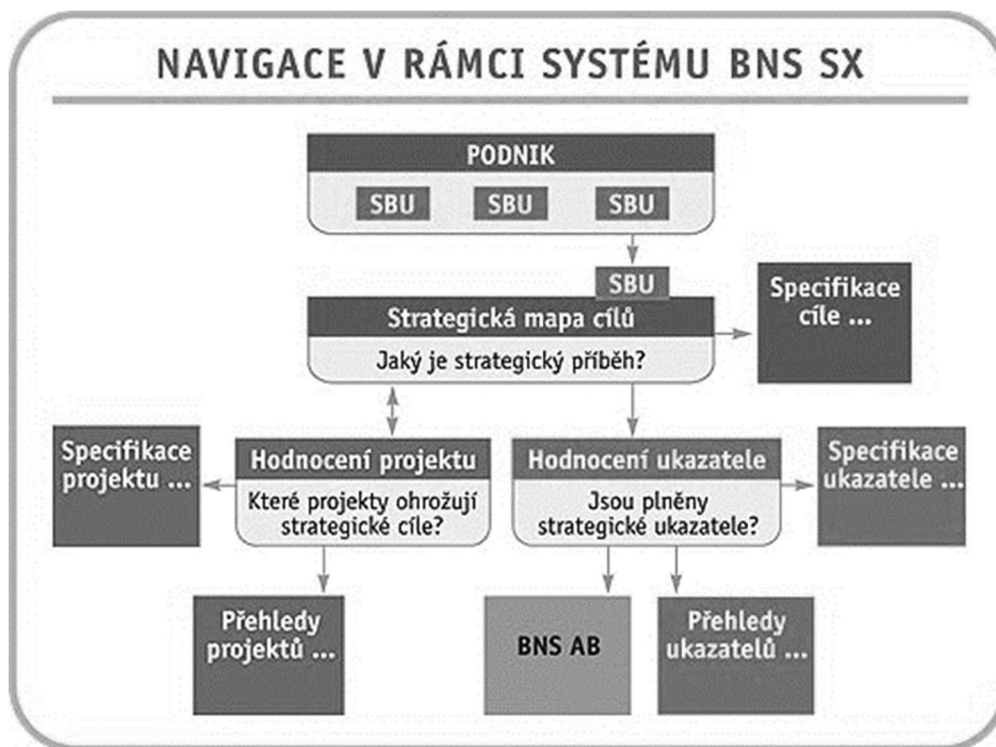 NAVIGACE V RÁMCI SYSTÉMU BNS SX
PODNIK
SBU SBU SBU
SBU
Strategická mapa cílů
Jaký je strategický příběh?
Specifikace
cíle ...
Specifikace
projektu ...
Hodnocení projektu
Které projekty ohrožují
strategické cíle?
Hodnocení ukazatele
Jsou plněny
strategické ukazatele?
Specifikace
ukazatele ...
Přehledy
projektů ...
BNS AB
Přehledy
ukazatelů ...